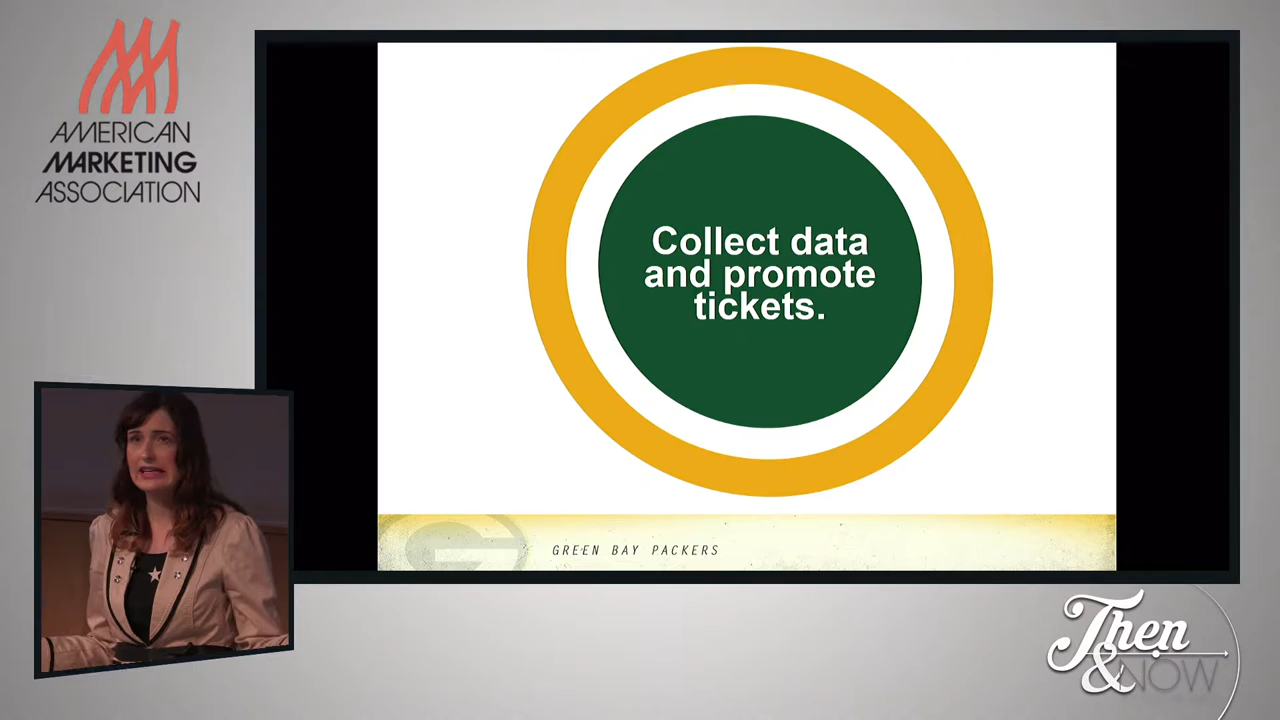 AMERICAN
MARKETING
ASSOCIATION
Collect data
and promote
tickets.
GREEN BAY PACKERS
Then
& NOW